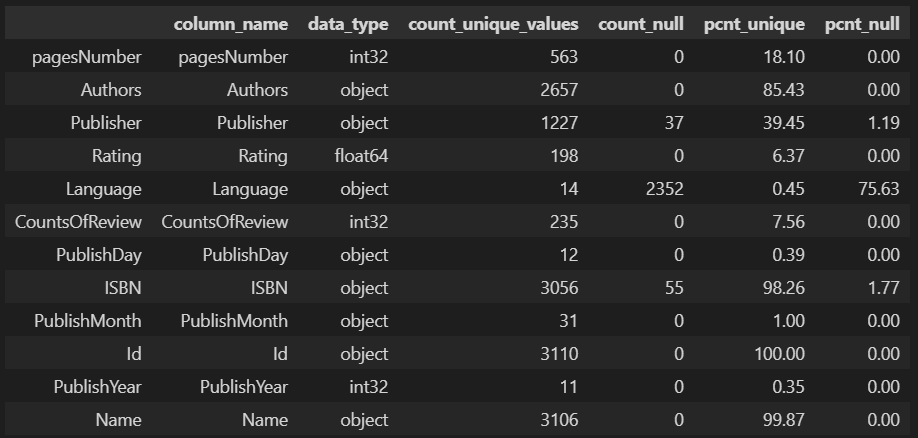 column_name data_type count_unique_values count_null pcnt_unique pcnt_null
pagesNumber pagesNumber int32 563 0 18.10 0.00
Authors Authors object 2657 0 85.43 0.00
Publisher Publisher object 1227 37 39.45 1.19
Rating Rating float64 198 0 6.37 0.00
Language Language object 14 2352 0.45 75.63
CountsOfReview CountsOfReview int32 235 0 7.56 0.00
PublishDay PublishDay object 12 0 0.39 0.00
ISBN ISBN object 3056 55 98.26 1.77
PublishMonth PublishMonth object 31 0 1.00 0.00
Id Id object 3110 0 100.00 0.00
PublishYear PublishYear int32 11 0 0.35 0.00
Name Name object 3106 0 99.87 0.00